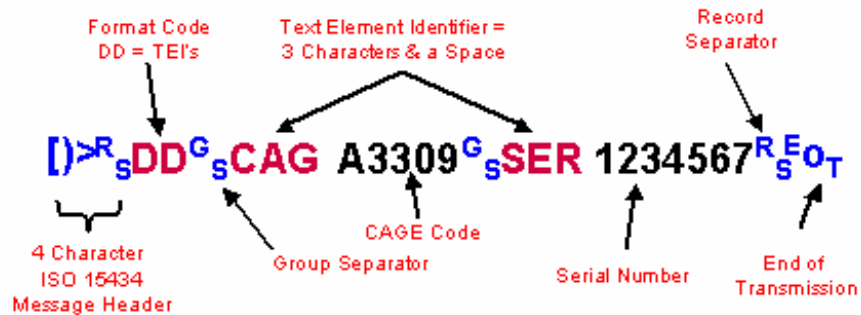 Format Code
DD = TEI's
Text Element Identifier =
3 Characters & a Space
Record
Separator
[)>RSDDGSCAG A3309GSSER 1234567RSEOT
4 Character
ISO 15434
Message Header
Group Separator
CAGE Code
Serial Number
End of
Transmission